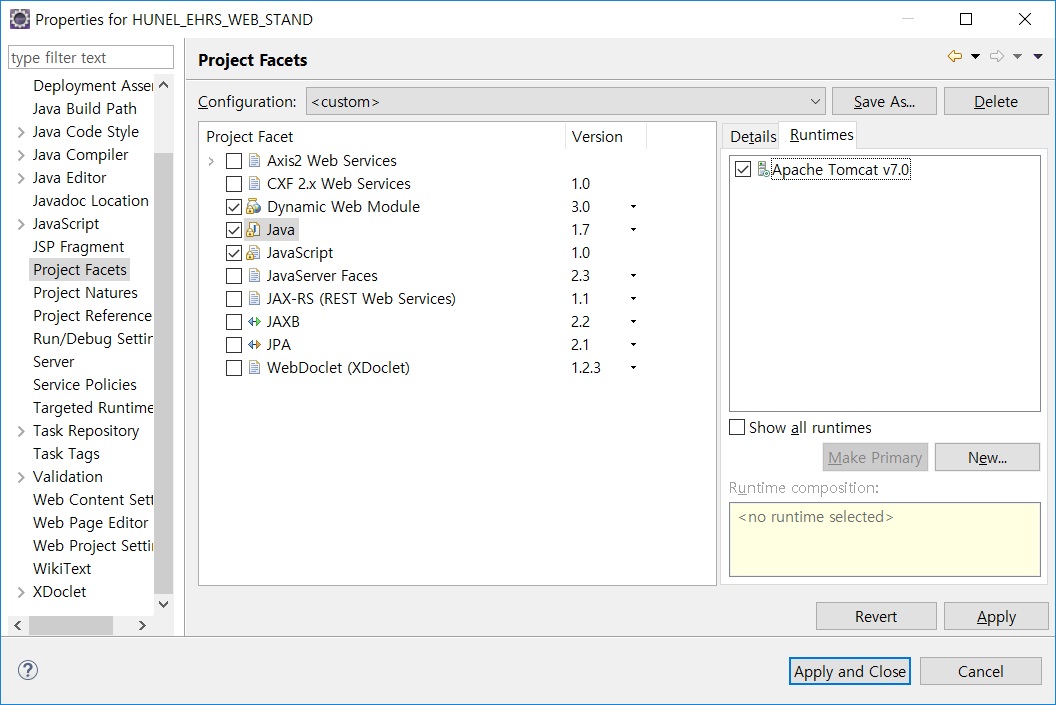 Properties for HUNEL_EHRS_WEB_STAND
type filter text
Deployment Asser
Java Build Path
Java Code Style
Java Compiler
Java Editor
Javadoc Location
JavaScript
JSP Fragment
Project Facets
Project Natures
Project Reference
Run/Debug Settin
Server
Service Policies
Targeted Runtime
Task Repository
Task Tags
Validation
Web Content Sett
Web Page Editor
Web Project Settin
WikiText
XDoclet
Project Facets
Configuration: <custom> Save As... Delete
Project Facet Version
Axis2 Web Services
CXF 2.x Web Services 1.0
Dynamic Web Module 3.0
Java 1.7
JavaScript 1.0
JavaServer Faces 2.3
JAX-RS (REST Web Services) 1.1
JAXB 2.2
JPA 2.1
WebDoclet (XDoclet) 1.2.3
Details Runtimes
Apache Tomcat v7.0
Show all runtimes
Make Primary New...
Runtime composition:
<no runtime selected>
Revert Apply
? Apply and Close Cancel